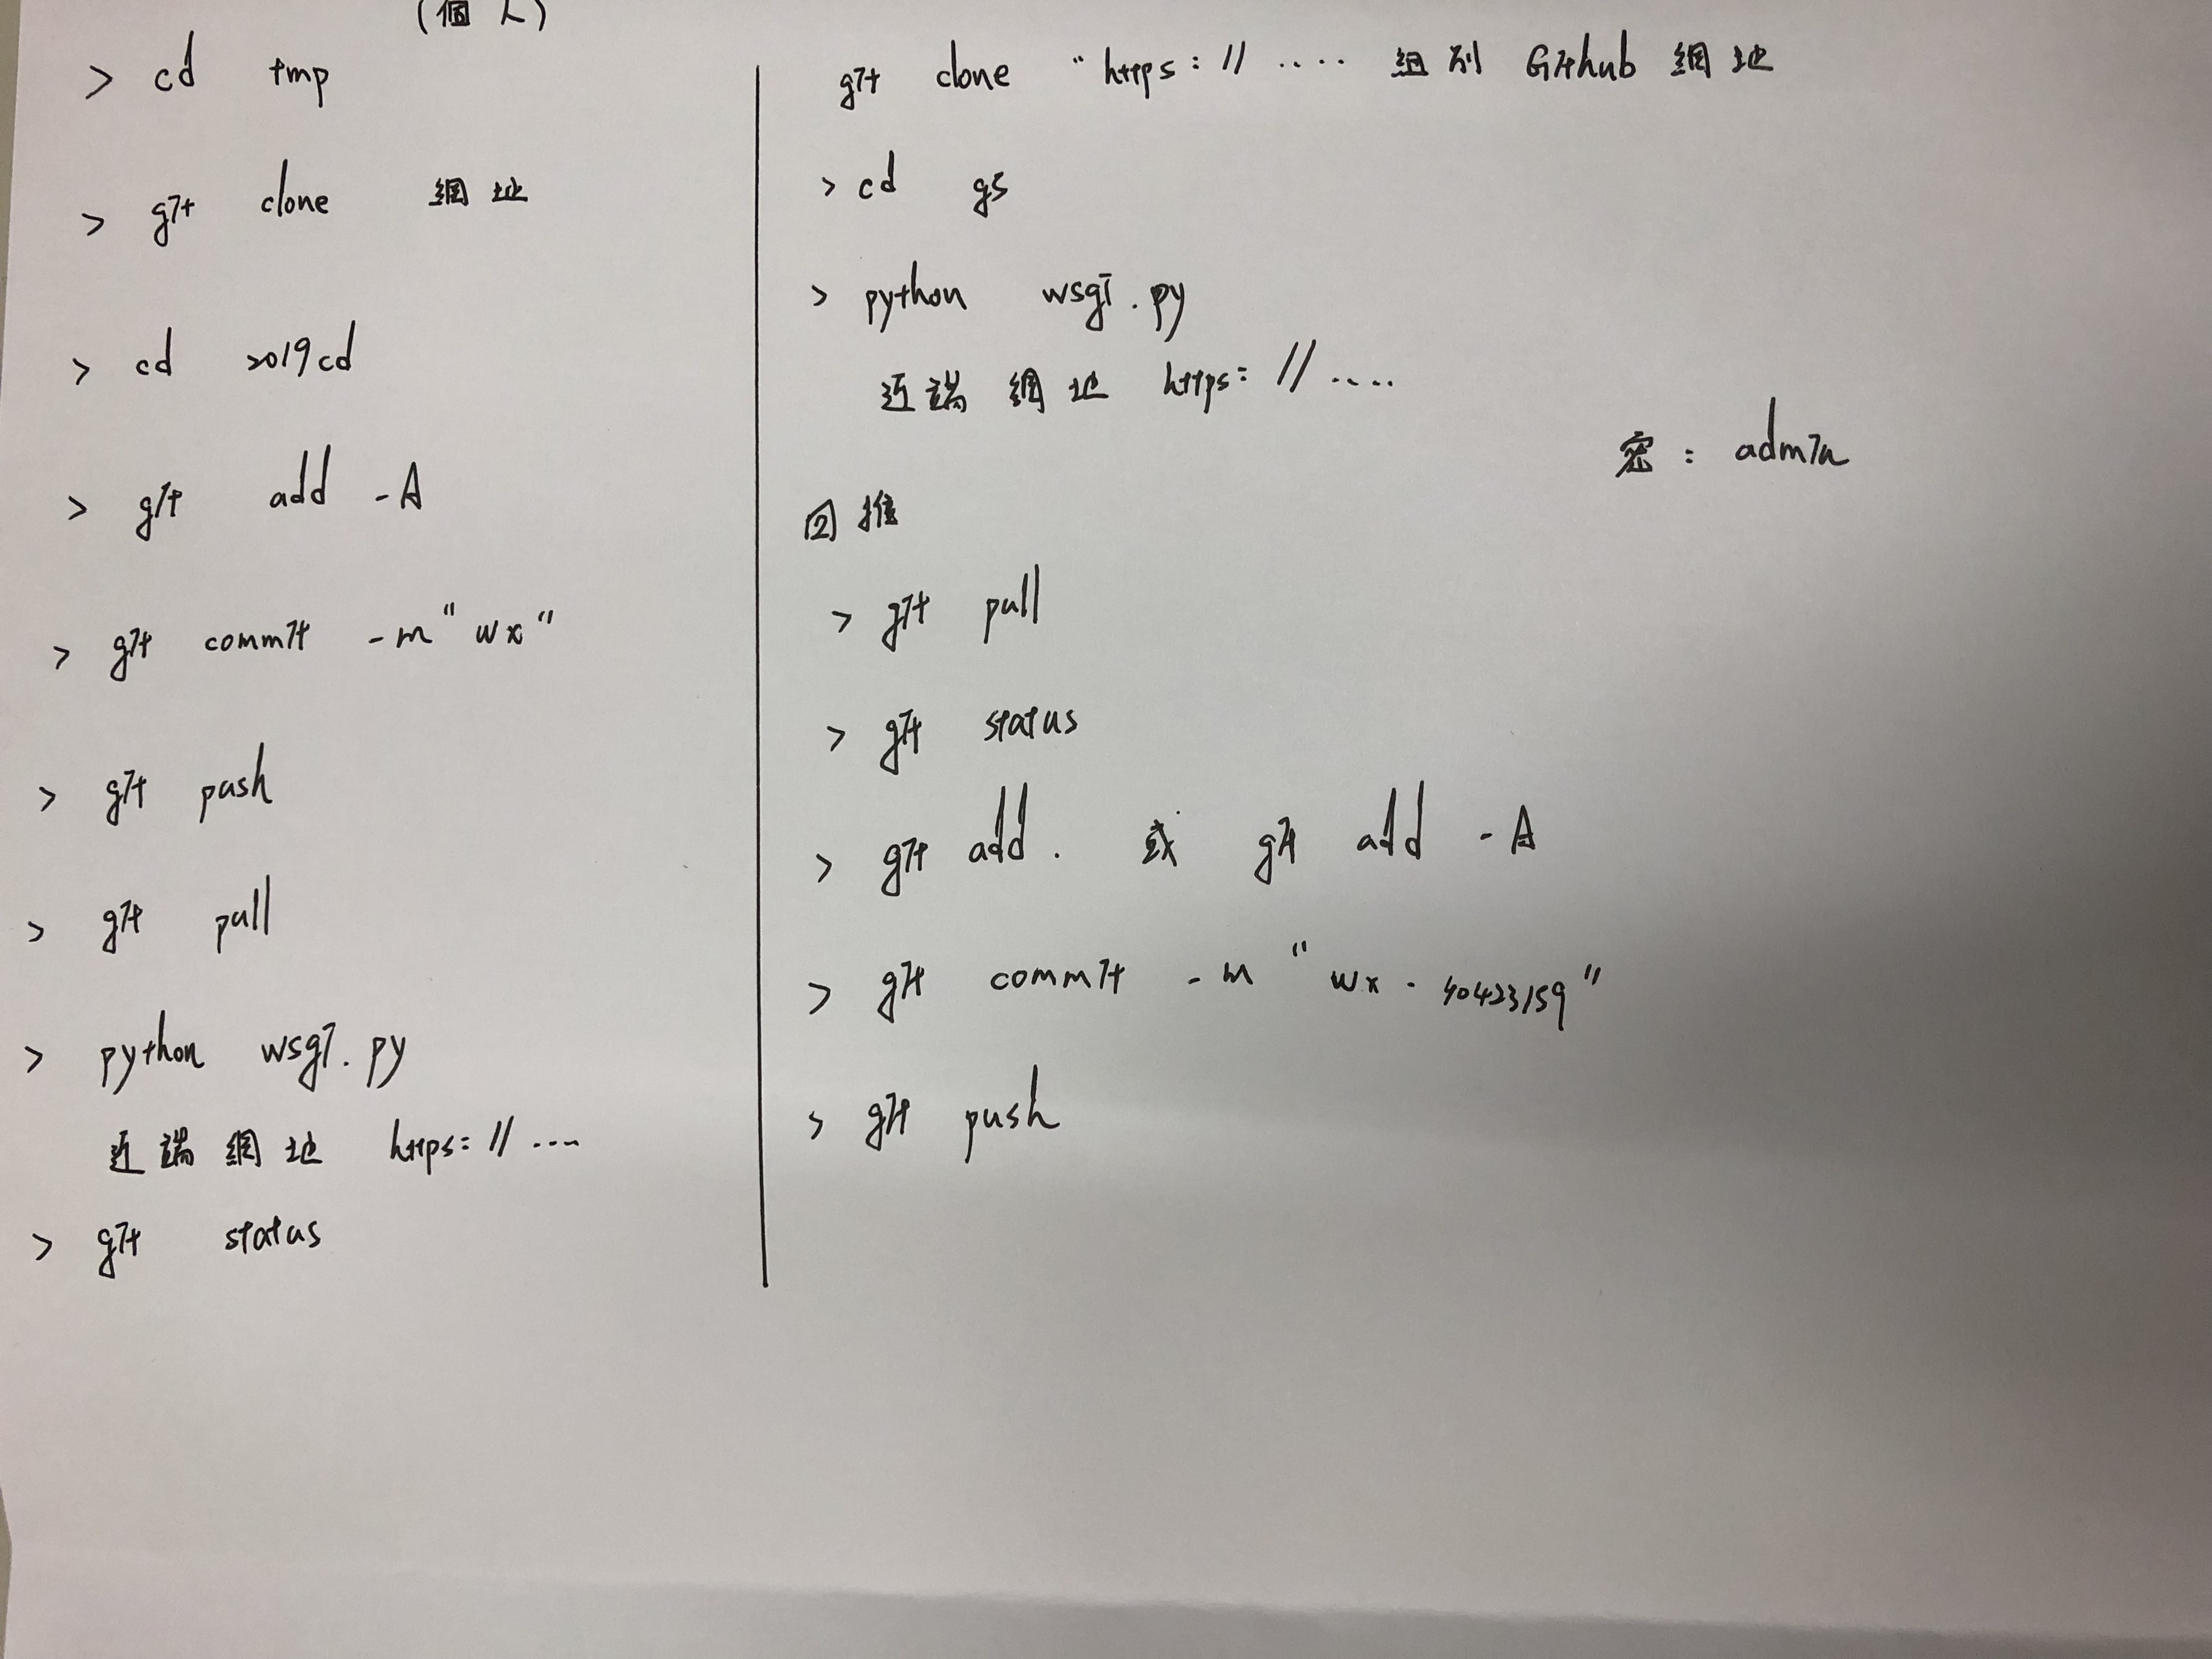 (個人)
> cd tmp
> git clone 網址
> cd 2019cd
> git add -A
> git commit -m "wx"
> git push
> git pull
> python wsgi.py
近端網址 https://....
> git status
git clone "https://.... 組別 Github 網址
> cd g5
> python wsgi.py
近端網址 https://.....
密: admin
回推
> git pull
> git status
> git add . 或 git add -A
> git commit -m "wx. 40423159"
> git push